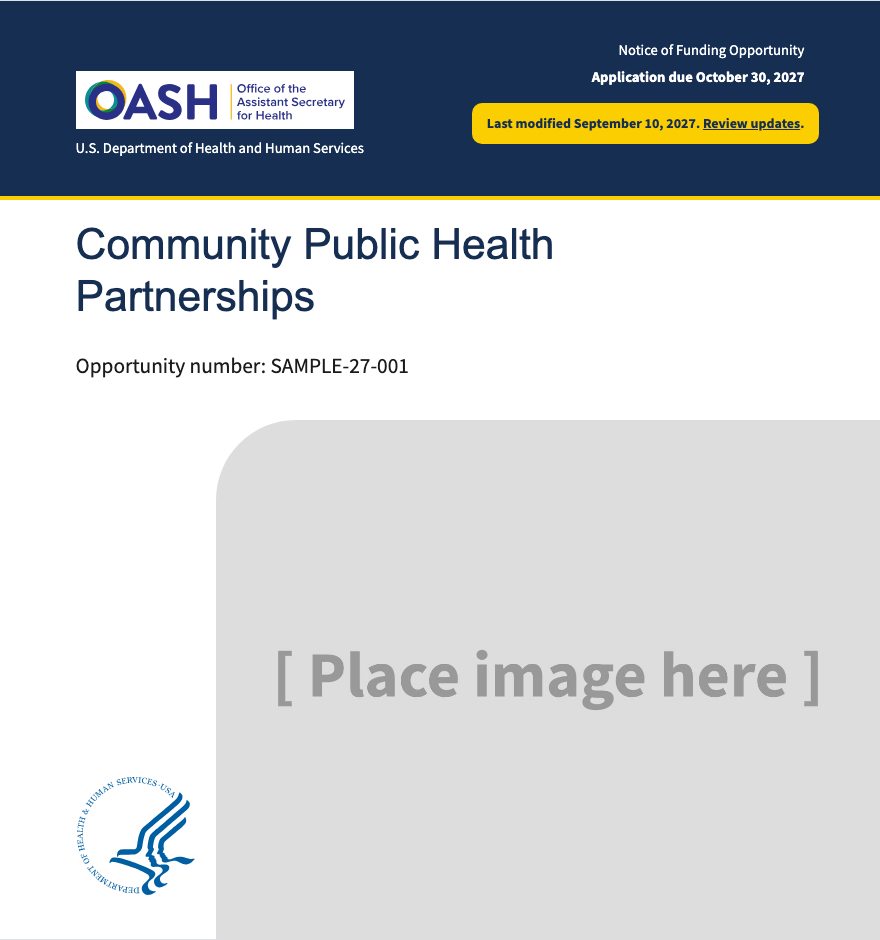 Notice of Funding Opportunity
Application due October 30, 2027
Last modified September 10, 2027. Review updates.
OASH
Office of the
Assistant Secretary
for Health
U.S. Department of Health and Human Services
Community Public Health
Partnerships
Opportunity number: SAMPLE-27-001
[ Place image here ]
DEPARTMENT OF HEALTH & HUMAN SERVICES·USA